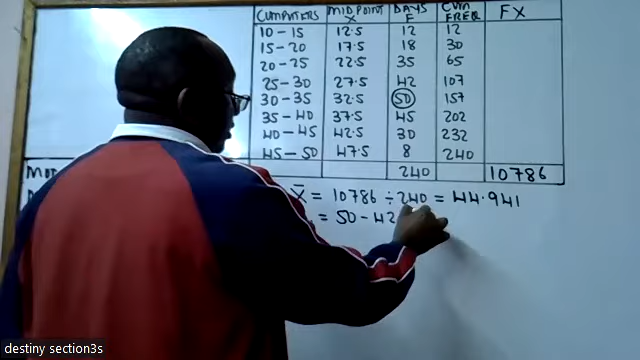 COMPUTERS MIDPOINT DAYS CUM FX
X F FREQ
10 - 15 12.5 12 12
15 - 20 17.5 18 30
20 - 25 22.5 35 65
25 - 30 27.5 42 107
30 - 35 32.5 50 157
35 - 40 37.5 45 202
40 - 45 42.5 30 232
45 - 50 47.5 8 240
240 10786
X̄ = 10786 ÷ 240 = 44.941
= 50 - 42
destiny section3s